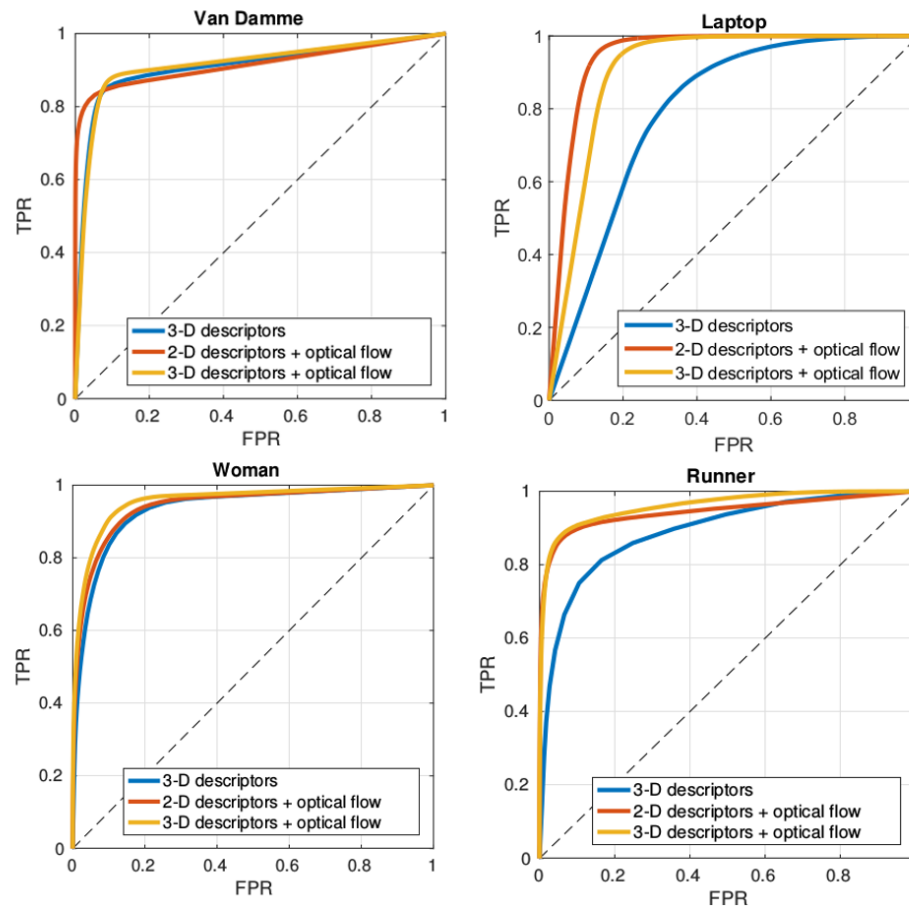 Van Damme
1
0.8
0.6
0.4
0.2
0
TPR
3-D descriptors
2-D descriptors + optical flow
3-D descriptors + optical flow
0
0.2
0.4
0.6
0.8
1
FPR
Laptop
1
0.8
0.6
0.4
0.2
0
TPR
3-D descriptors
2-D descriptors + optical flow
3-D descriptors + optical flow
0
0.2
0.4
0.6
0.8
FPR
Woman
1
0.8
0.6
0.4
0.2
0
TPR
3-D descriptors
2-D descriptors + optical flow
3-D descriptors + optical flow
0
0.2
0.4
0.6
0.8
1
FPR
Runner
1
0.8
0.6
0.4
0.2
0
TPR
3-D descriptors
2-D descriptors + optical flow
3-D descriptors + optical flow
0
0.2
0.4
0.6
0.8
FPR